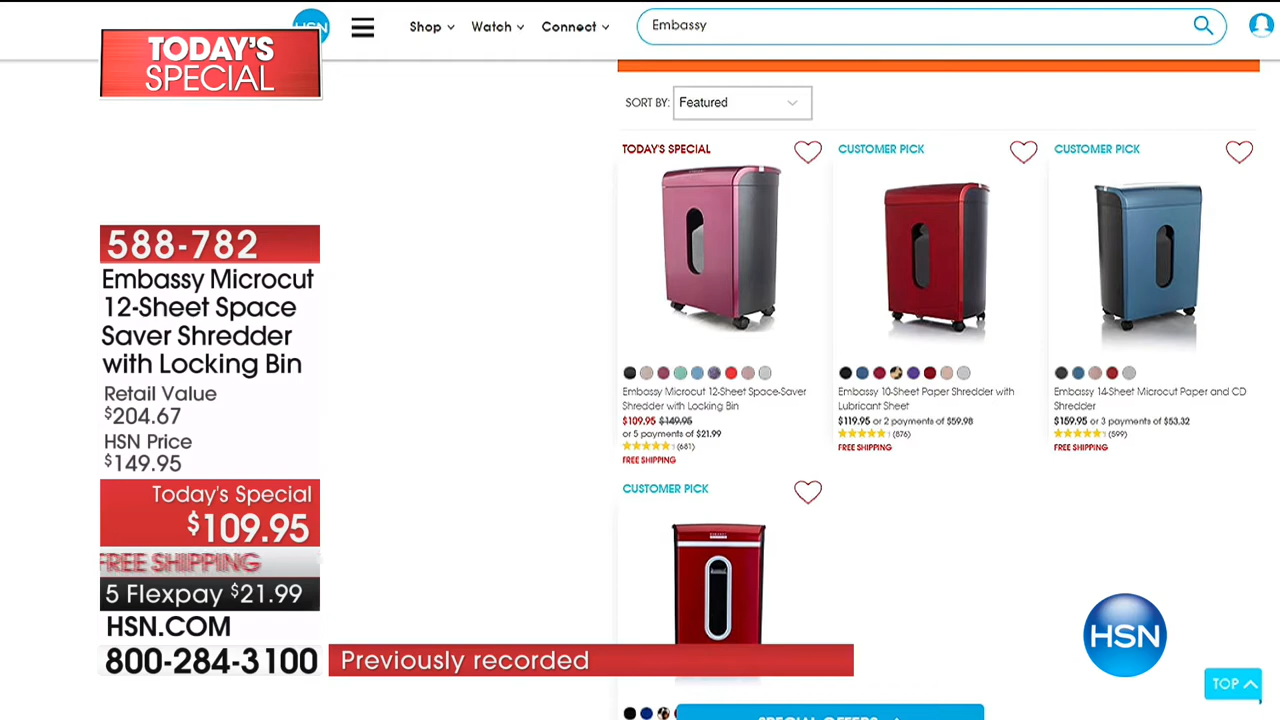 HSN
Shop
Watch
Connect
Embassy
TODAY'S
SPECIAL
SORT BY: Featured
TODAY'S SPECIAL
CUSTOMER PICK
CUSTOMER PICK
588-782
Embassy Microcut
12-Sheet Space
Saver Shredder
with Locking Bin
Retail Value
$204.67
HSN Price
$149.95
Today's Special
$109.95
FREE SHIPPING
5 Flexpay $21.99
HSN.COM
800-284-3100
Previously recorded
Embassy Microcut 12-Sheet Space-Saver
Shredder with Locking Bin
$109.95 $149.95
or 5 payments of $21.99
(681)
FREE SHIPPING
Embassy 10-Sheet Paper Shredder with
Lubricant Sheet
$119.95 or 2 payments of $59.98
(876)
FREE SHIPPING
Embassy 14-Sheet Microcut Paper and CD
Shredder
$159.95 or 3 payments of $53.32
(599)
FREE SHIPPING
CUSTOMER PICK
HSN
TOP
SPECIAL OFFERS